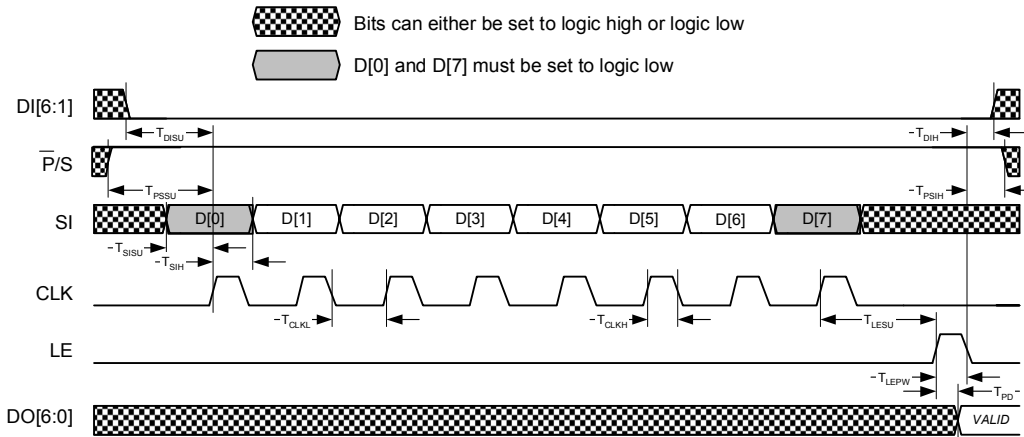 Bits can either be set to logic high or logic low
D[0] and D[7] must be set to logic low
DI[6:1]
TDISU
TDIH
P̅/S
TPSSU
TPSIH
SI
D[0] D[1] D[2] D[3] D[4] D[5] D[6] D[7]
TSISU
TSIH
CLK
TCLKL
TCLKH
TLESU
LE
TLEPW
TPD
DO[6:0]
VALID